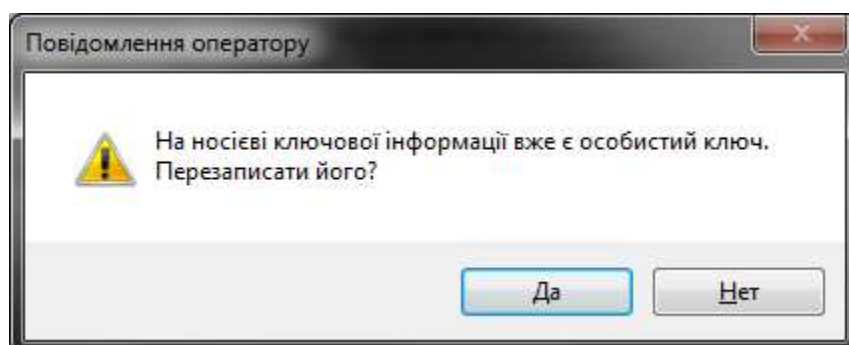 Повідомлення оператору
На носієві ключової інформації вже є особистий ключ.
Перезаписати його?
Да
Нет